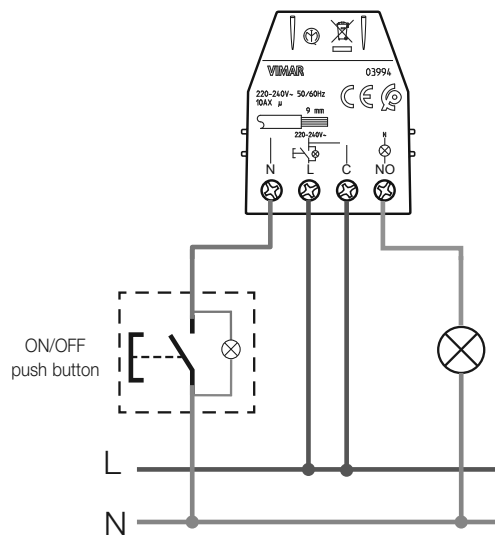 VIMAR 03994
220-240V~ 50/60Hz
10AX µ
9 mm
220-240V~
N
N L C NO
ON/OFF
push button
L
N